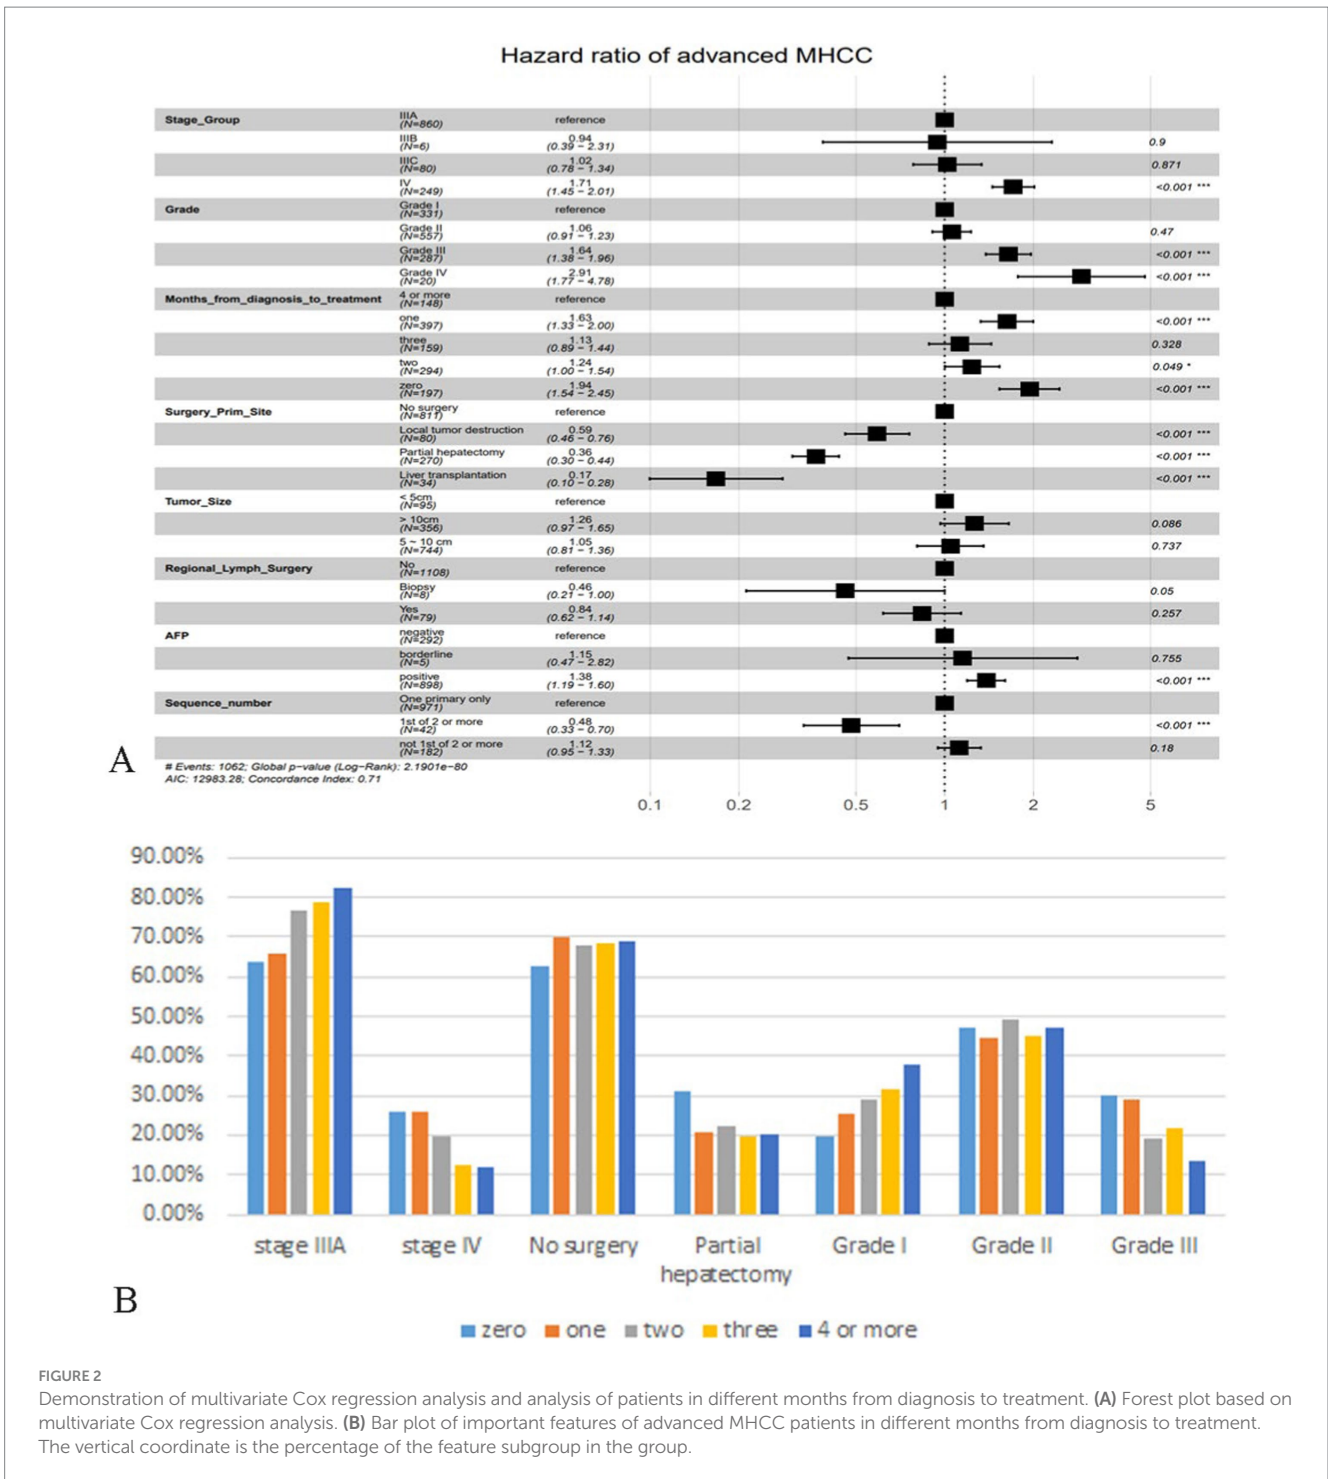 Hazard ratio of advanced MHCC
Stage_Group IIIA (N=860) reference
IIIB (N=6) 0.94 (0.39 − 2.31) 0.9
IIIC (N=80) 1.02 (0.78 − 1.34) 0.871
IV (N=249) 1.71 (1.45 − 2.01) <0.001 ***
Grade Grade I (N=331) reference
Grade II (N=557) 1.06 (0.91 − 1.23) 0.47
Grade III (N=287) 1.64 (1.38 − 1.96) <0.001 ***
Grade IV (N=20) 2.91 (1.77 − 4.78) <0.001 ***
Months_from_diagnosis_to_treatment 4 or more (N=148) reference
one (N=397) 1.63 (1.33 − 2.00) <0.001 ***
three (N=159) 1.13 (0.89 − 1.44) 0.328
two (N=294) 1.24 (1.00 − 1.54) 0.049 *
zero (N=197) 1.94 (1.54 − 2.45) <0.001 ***
Surgery_Prim_Site No surgery (N=811) reference
Local tumor destruction (N=80) 0.59 (0.46 − 0.76) <0.001 ***
Partial hepatectomy (N=270) 0.36 (0.30 − 0.44) <0.001 ***
Liver transplantation (N=34) 0.17 (0.10 − 0.28) <0.001 ***
Tumor_Size < 5cm (N=95) reference
> 10cm (N=356) 1.26 (0.97 − 1.65) 0.086
5 ~ 10 cm (N=744) 1.05 (0.81 − 1.36) 0.737
Regional_Lymph_Surgery No (N=1108) reference
Biopsy (N=8) 0.46 (0.21 − 1.00) 0.05
Yes (N=79) 0.84 (0.62 − 1.14) 0.257
AFP negative (N=292) reference
borderline (N=5) 1.15 (0.47 − 2.82) 0.755
positive (N=898) 1.38 (1.19 − 1.60) <0.001 ***
Sequence_number One primary only (N=971) reference
1st of 2 or more (N=42) 0.48 (0.33 − 0.70) <0.001 ***
not 1st of 2 or more (N=182) 1.12 (0.95 − 1.33) 0.18
A
# Events: 1062; Global p−value (Log−Rank): 2.1901e−80
AIC: 12983.28; Concordance Index: 0.71
0.1 0.2 0.5 1 2 5
90.00%
80.00%
70.00%
60.00%
50.00%
40.00%
30.00%
20.00%
10.00%
0.00%
stage IIIA stage IV No surgery Partial hepatectomy Grade I Grade II Grade III
B
zero one two three 4 or more
FIGURE 2
Demonstration of multivariate Cox regression analysis and analysis of patients in different months from diagnosis to treatment. (A) Forest plot based on
multivariate Cox regression analysis. (B) Bar plot of important features of advanced MHCC patients in different months from diagnosis to treatment.
The vertical coordinate is the percentage of the feature subgroup in the group.